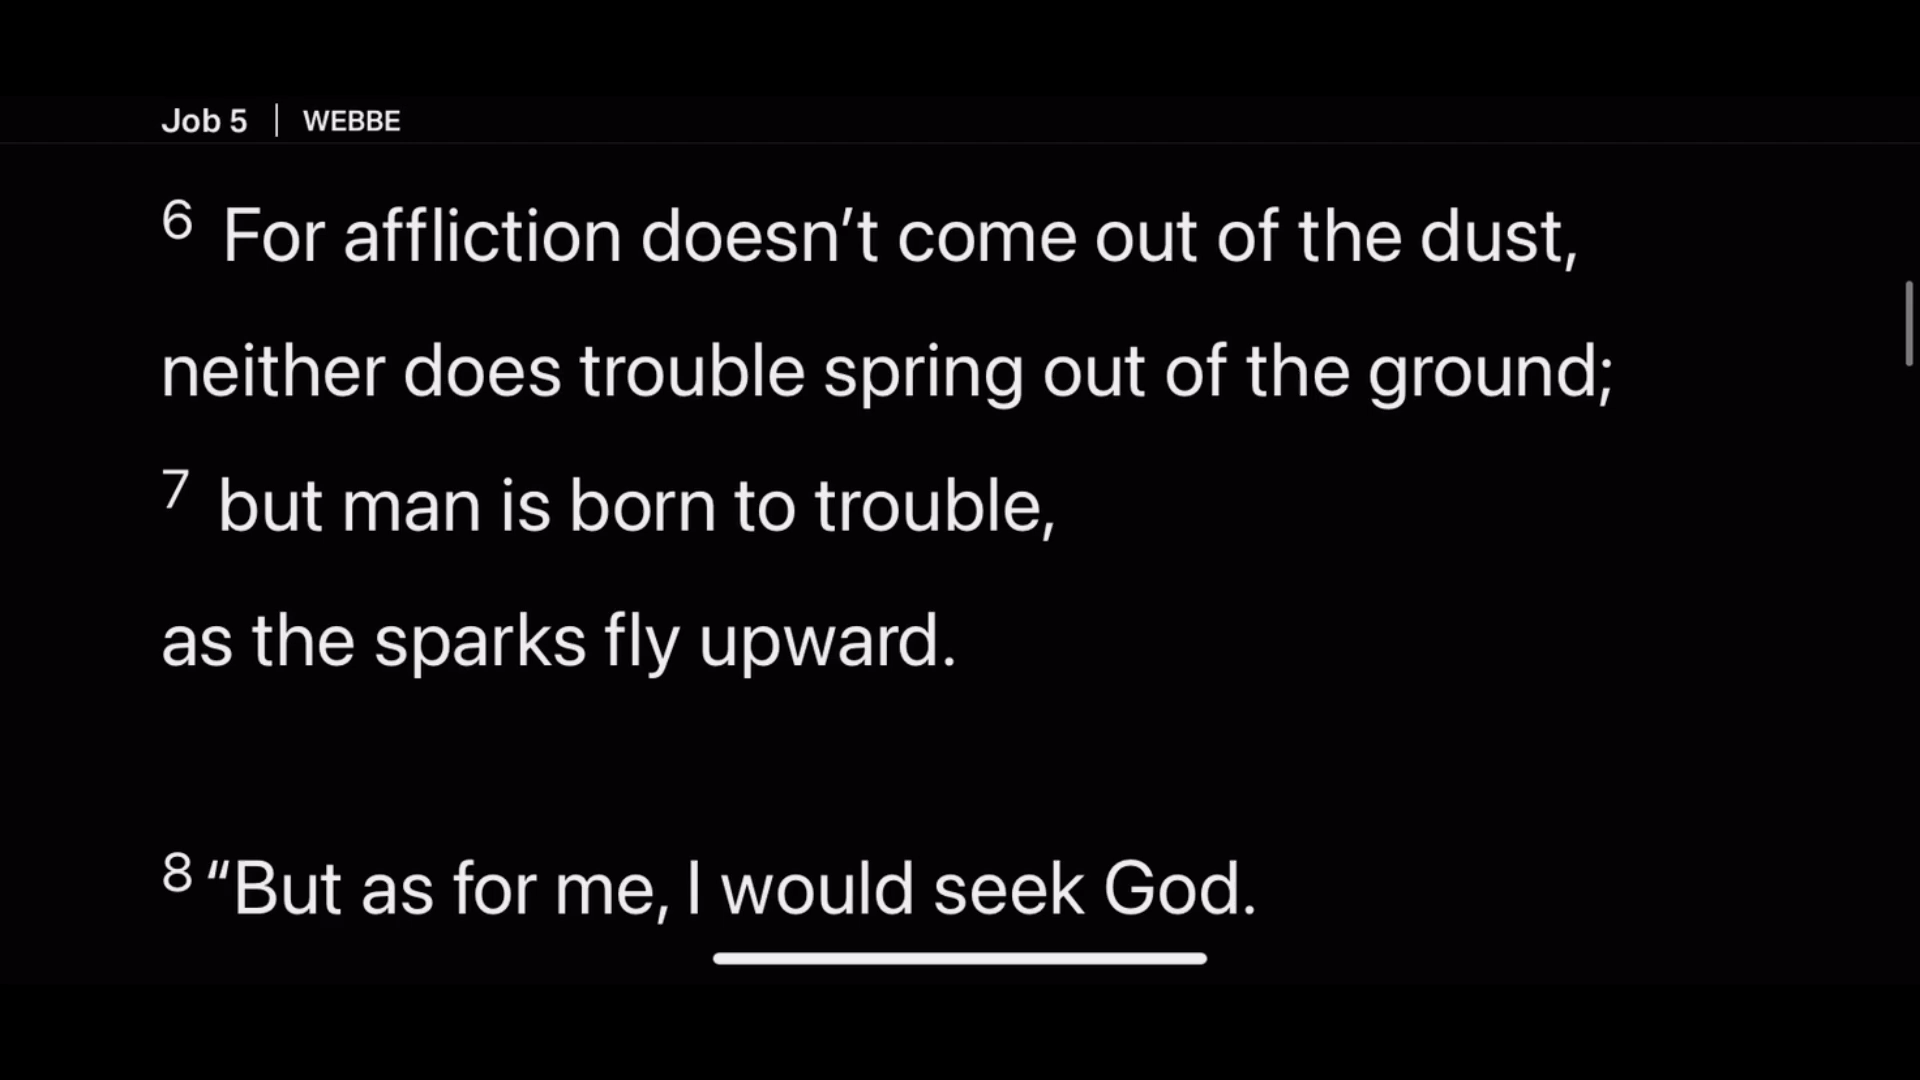 Job 5 | WEBBE
6 For affliction doesn’t come out of the dust,
neither does trouble spring out of the ground;
7 but man is born to trouble,
as the sparks fly upward.
8 “But as for me, I would seek God.